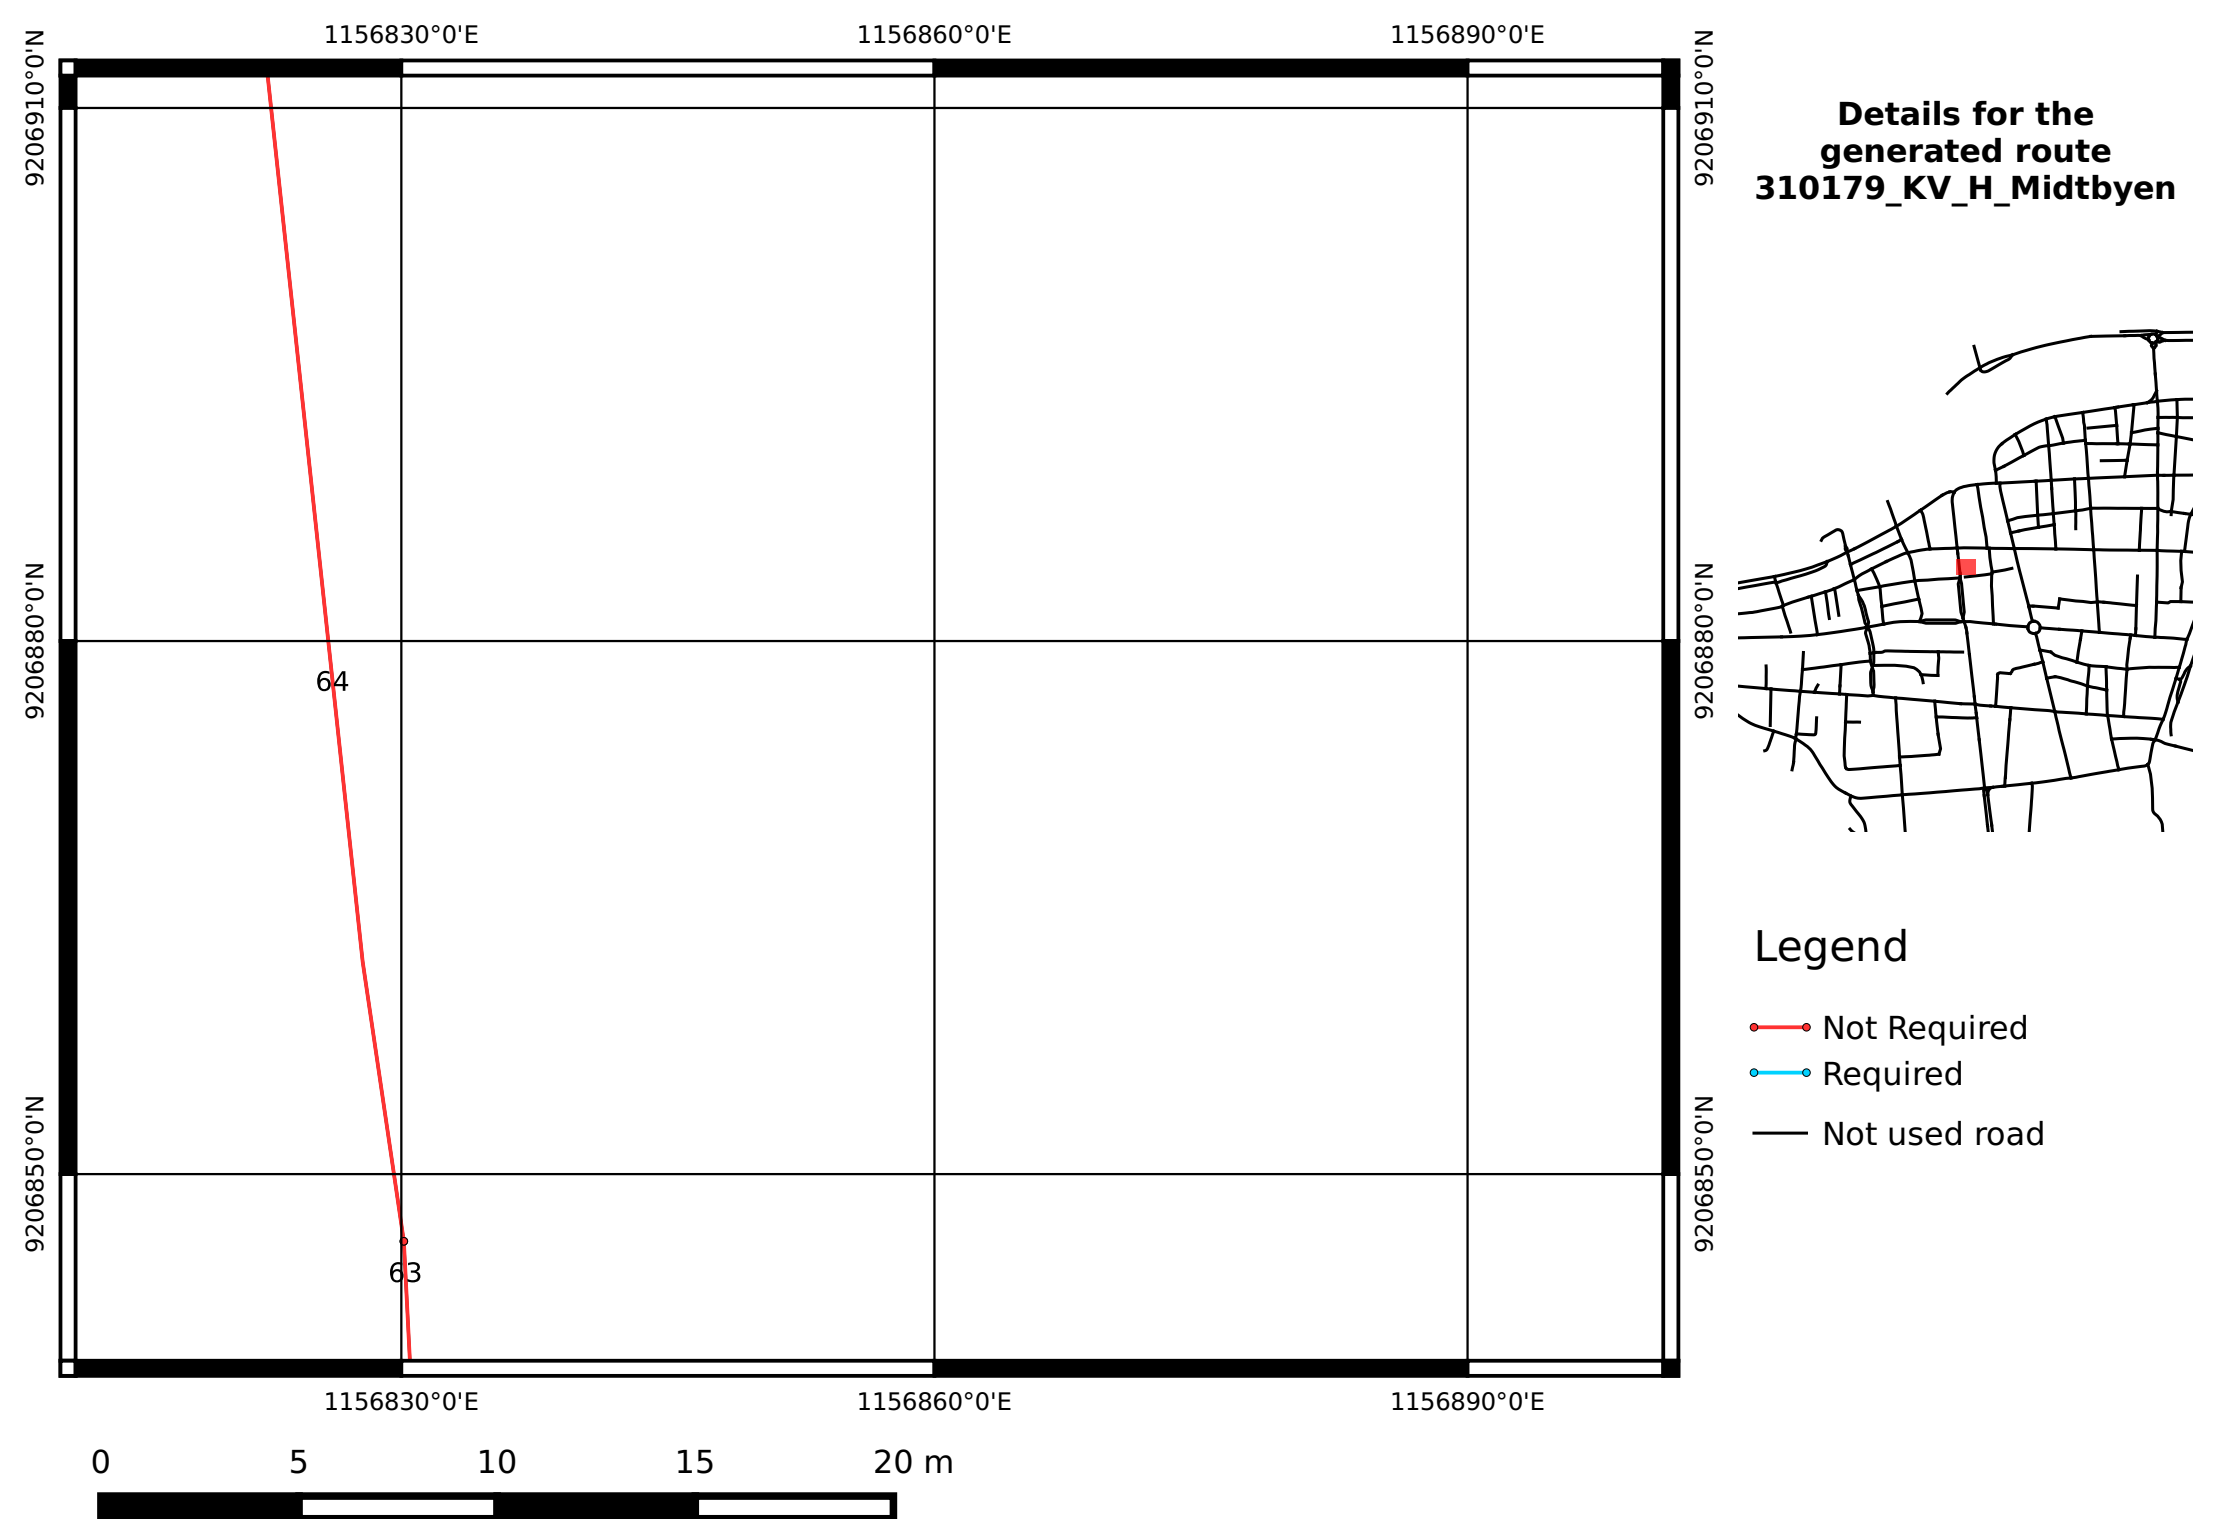 1156830°0'E 1156860°0'E 1156890°0'E
9206910°0'N
9206880°0'N
9206850°0'N
64
63
9206910°0'N
9206880°0'N
9206850°0'N
1156830°0'E 1156860°0'E 1156890°0'E
0 5 10 15 20 m
Details for the
generated route
310179_KV_H_Midtbyen
Legend
Not Required
Required
Not used road